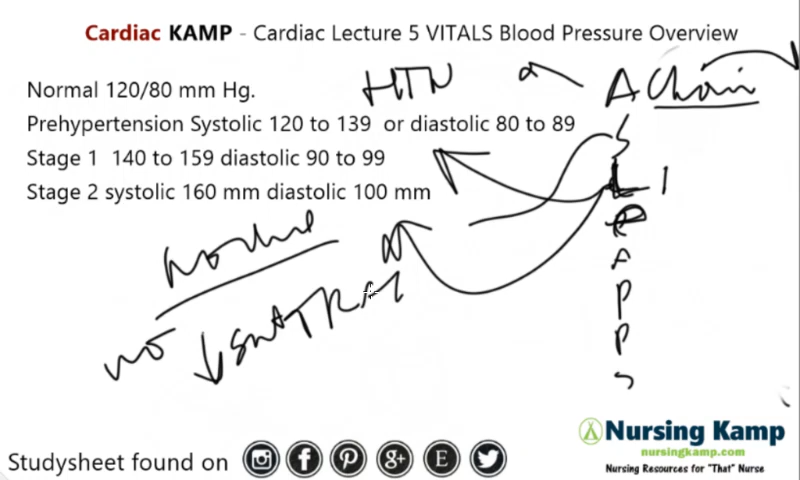 Cardiac KAMP - Cardiac Lecture 5 VITALS Blood Pressure Overview
HTN
A Chain
Normal 120/80 mm Hg.
Prehypertension Systolic 120 to 139 or diastolic 80 to 89
Stage 1 140 to 159 diastolic 90 to 99
Stage 2 systolic 160 mm diastolic 100 mm
L
A
P
P
S
no
Nursing Kamp
nursingkamp.com
Nursing Resources for "That" Nurse
Studysheet found on